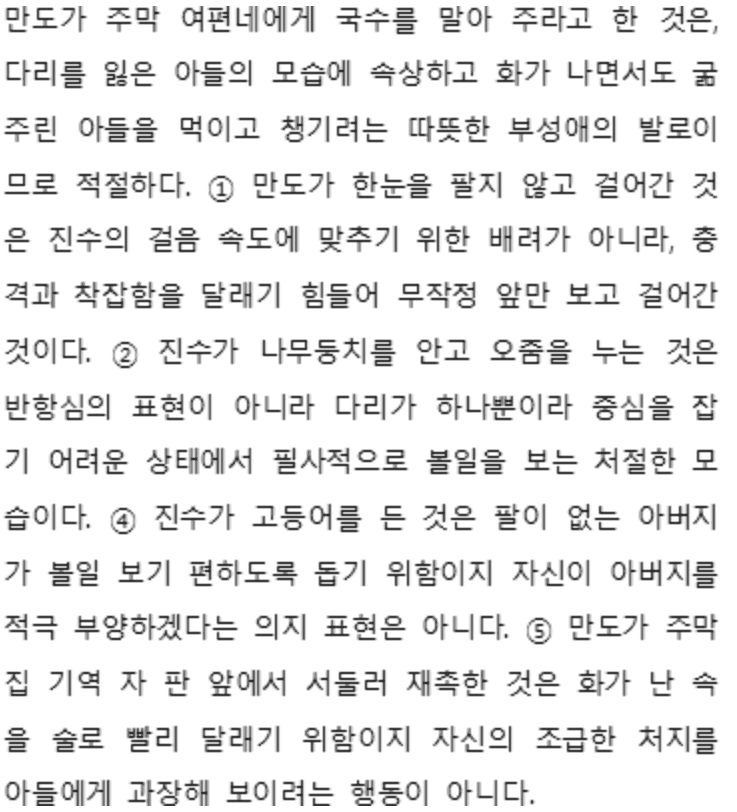 만도가 주막 여편네에게 국수를 말아 주라고 한 것은,
다리를 잃은 아들의 모습에 속상하고 화가 나면서도 굶
주린 아들을 먹이고 챙기려는 따뜻한 부성애의 발로이
므로 적절하다. ① 만도가 한눈을 팔지 않고 걸어간 것
은 진수의 걸음 속도에 맞추기 위한 배려가 아니라, 충
격과 착잡함을 달래기 힘들어 무작정 앞만 보고 걸어간
것이다. ② 진수가 나무둥치를 안고 오줌을 누는 것은
반항심의 표현이 아니라 다리가 하나뿐이라 중심을 잡
기 어려운 상태에서 필사적으로 볼일을 보는 처절한 모
습이다. ④ 진수가 고등어를 든 것은 팔이 없는 아버지
가 볼일 보기 편하도록 돕기 위함이지 자신이 아버지를
적극 부양하겠다는 의지 표현은 아니다. ⑤ 만도가 주막
집 기역 자 판 앞에서 서둘러 재촉한 것은 화가 난 속
을 술로 빨리 달래기 위함이지 자신의 조급한 처지를
아들에게 과장해 보이려는 행동이 아니다.